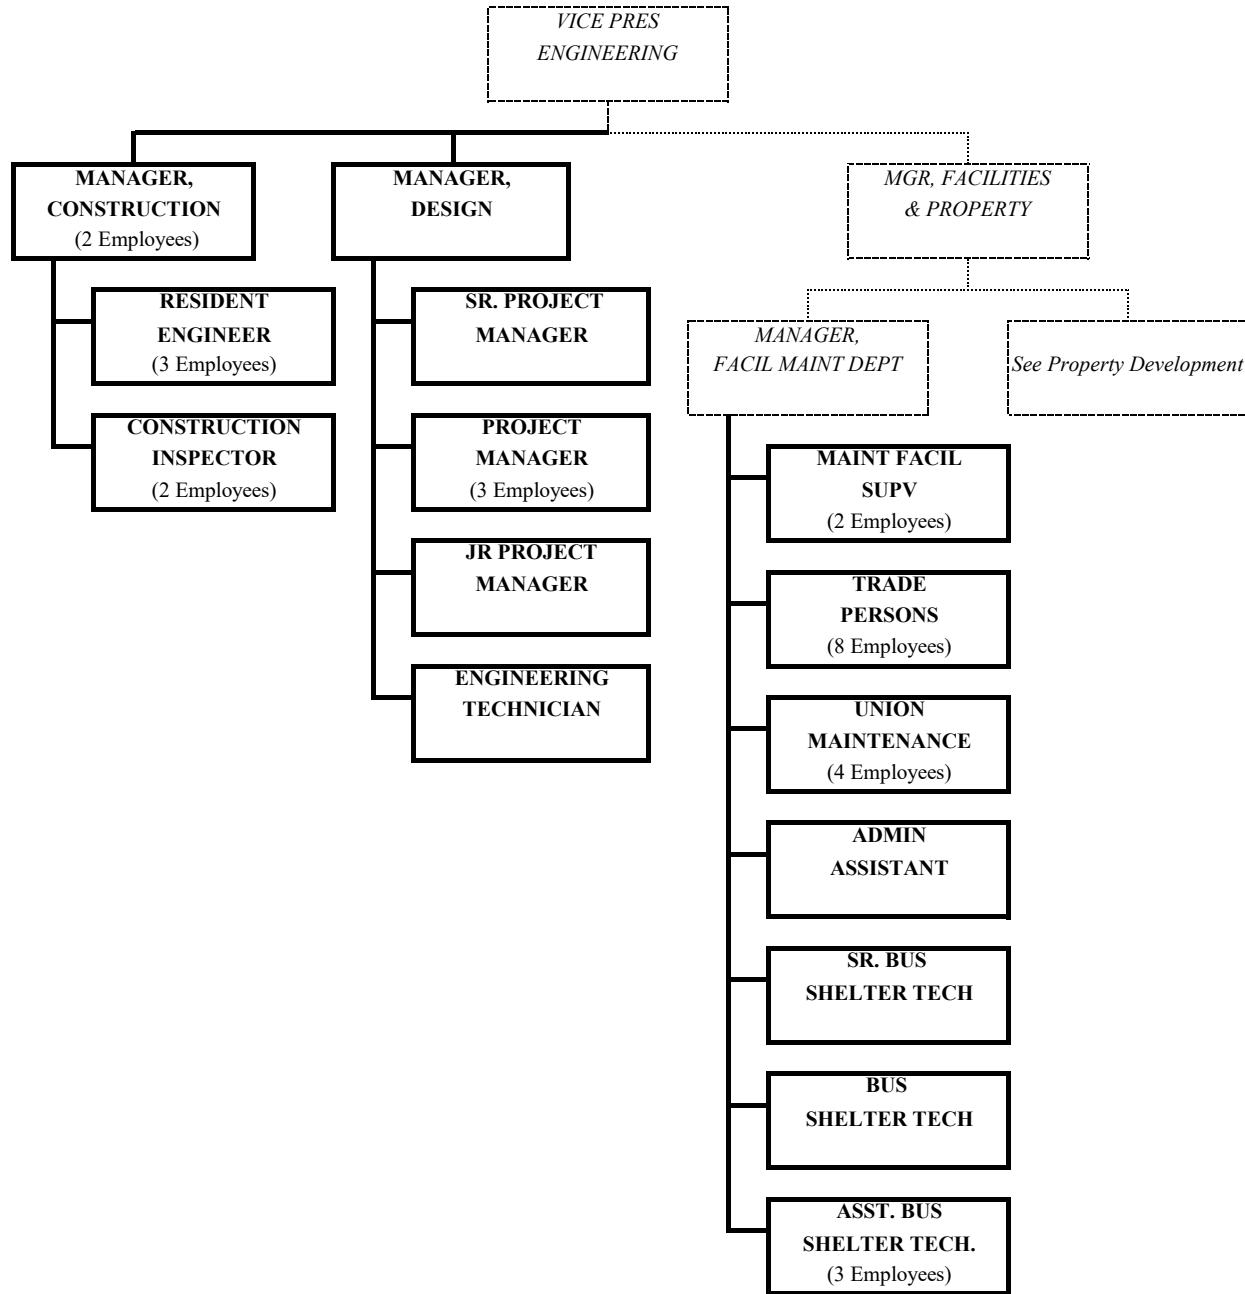 VICE PRES
ENGINEERING
MANAGER,
CONSTRUCTION
(2 Employees)
RESIDENT
ENGINEER
(3 Employees)
CONSTRUCTION
INSPECTOR
(2 Employees)
MANAGER,
DESIGN
SR. PROJECT
MANAGER
PROJECT
MANAGER
(3 Employees)
JR PROJECT
MANAGER
ENGINEERING
TECHNICIAN
MGR, FACILITIES
& PROPERTY
MANAGER,
FACIL MAINT DEPT
See Property Development
MAINT FACIL
SUPV
(2 Employees)
TRADE
PERSONS
(8 Employees)
UNION
MAINTENANCE
(4 Employees)
ADMIN
ASSISTANT
SR. BUS
SHELTER TECH
BUS
SHELTER TECH
ASST. BUS
SHELTER TECH.
(3 Employees)